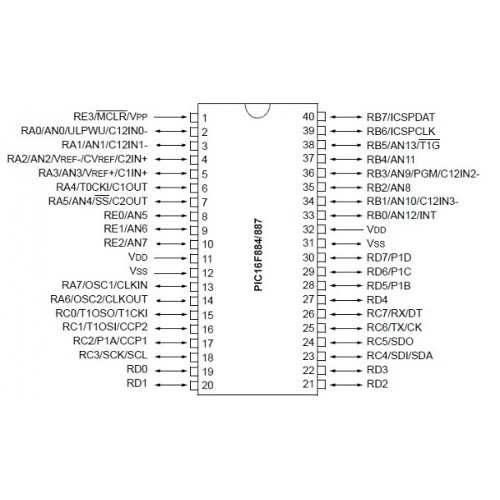 RE3/MCLR/VPP 1 40 RB7/ICSPDAT
RA0/AN0/ULPWU/C12IN0- 2 39 RB6/ICSPCLK
RA1/AN1/C12IN1- 3 38 RB5/AN13/T1G
RA2/AN2/VREF-/CVREF/C2IN+ 4 37 RB4/AN11
RA3/AN3/VREF+/C1IN+ 5 36 RB3/AN9/PGM/C12IN2-
RA4/T0CKI/C1OUT 6 35 RB2/AN8
RA5/AN4/SS/C2OUT 7 34 RB1/AN10/C12IN3-
RE0/AN5 8 33 RB0/AN12/INT
RE1/AN6 9 32 VDD
RE2/AN7 10 31 VSS
VDD 11 30 RD7/P1D
VSS 12 29 RD6/P1C
RA7/OSC1/CLKIN 13 28 RD5/P1B
RA6/OSC2/CLKOUT 14 27 RD4
RC0/T1OSO/T1CKI 15 26 RC7/RX/DT
RC1/T1OSI/CCP2 16 25 RC6/TX/CK
RC2/P1A/CCP1 17 24 RC5/SDO
RC3/SCK/SCL 18 23 RC4/SDI/SDA
RD0 19 22 RD3
RD1 20 21 RD2
PIC16F884/887